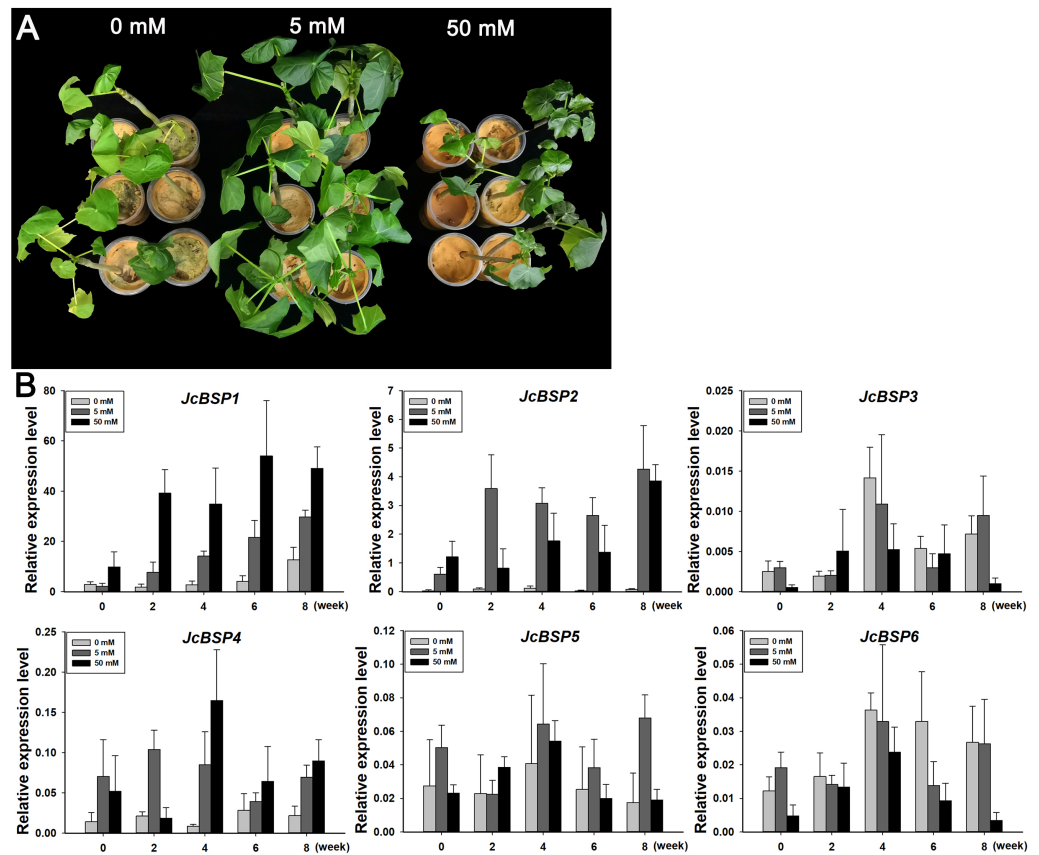 A
0 mM 5 mM 50 mM
B
JcBSP1
Relative expression level
80
60
40
20
0
0 mM
5 mM
50 mM
0 2 4 6 8 (week)
JcBSP2
Relative expression level
7
6
5
4
3
2
1
0
0 mM
5 mM
50 mM
0 2 4 6 8 (week)
JcBSP3
Relative expression level
0.025
0.020
0.015
0.010
0.005
0.000
0 mM
5 mM
50 mM
0 2 4 6 8 (week)
JcBSP4
Relative expression level
0.25
0.20
0.15
0.10
0.05
0.00
0 mM
5 mM
50 mM
0 2 4 6 8 (week)
JcBSP5
Relative expression level
0.12
0.10
0.08
0.06
0.04
0.02
0.00
0 mM
5 mM
50 mM
0 2 4 6 8 (week)
JcBSP6
Relative expression level
0.06
0.05
0.04
0.03
0.02
0.01
0.00
0 mM
5 mM
50 mM
0 2 4 6 8 (week)